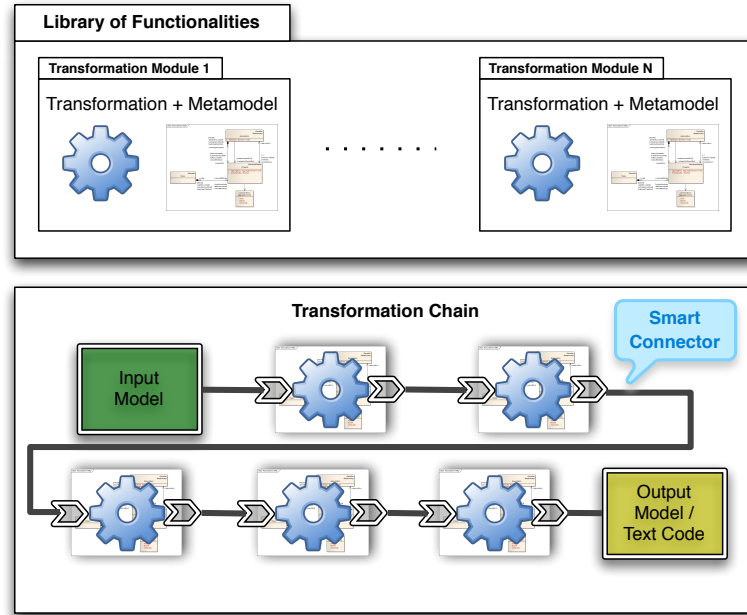 Library of Functionalities
Transformation Module 1
Transformation + Metamodel
. . . . . . .
Transformation Module N
Transformation + Metamodel
Transformation Chain
Smart
Connector
Input
Model
Output
Model /
Text Code